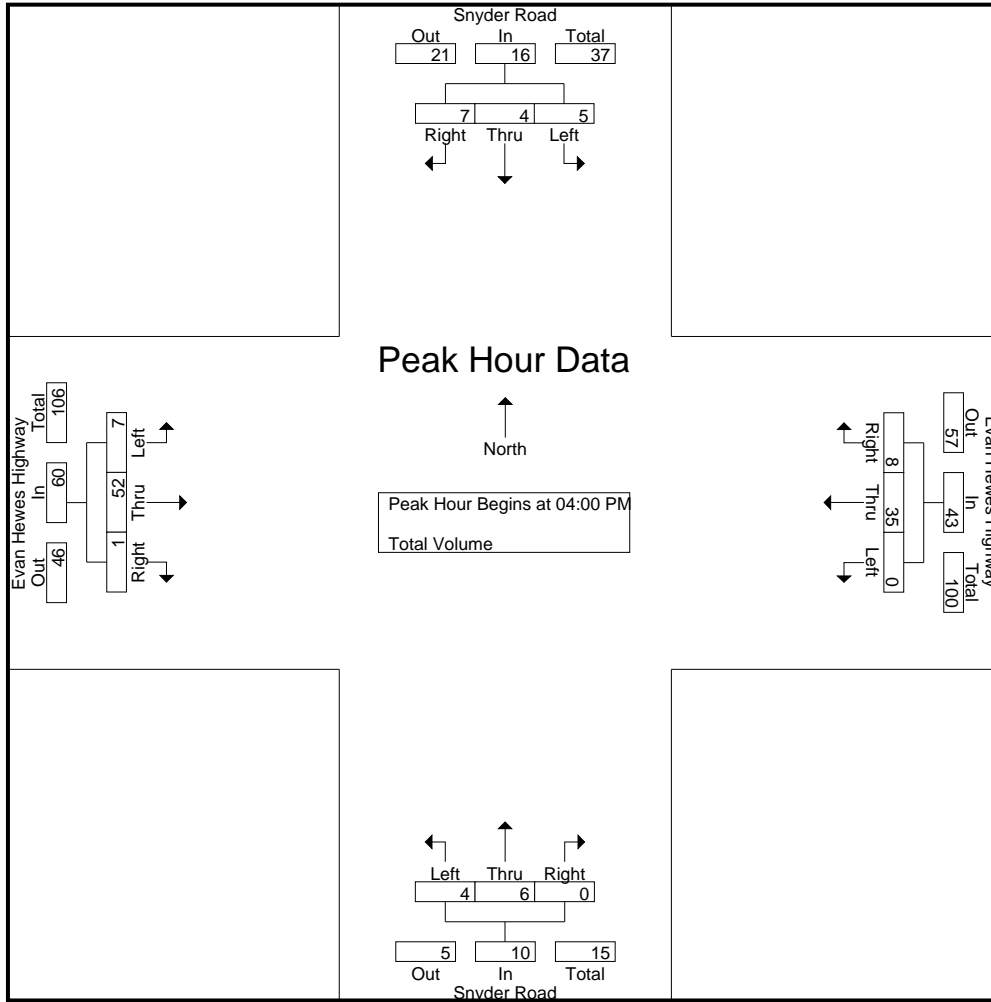 Snyder Road
Out In Total
21 16 37
7 4 5
Right Thru Left
Peak Hour Data
North
Peak Hour Begins at 04:00 PM
Total Volume
Evan Hewes Highway
Total In Out
106 60 46
7 52 1
Left Thru Right
Evan Hewes Highway
Out In Total
57 43 100
8 35 0
Right Thru Left
Left Thru Right
4 6 0
5 10 15
Out In Total
Snyder Road